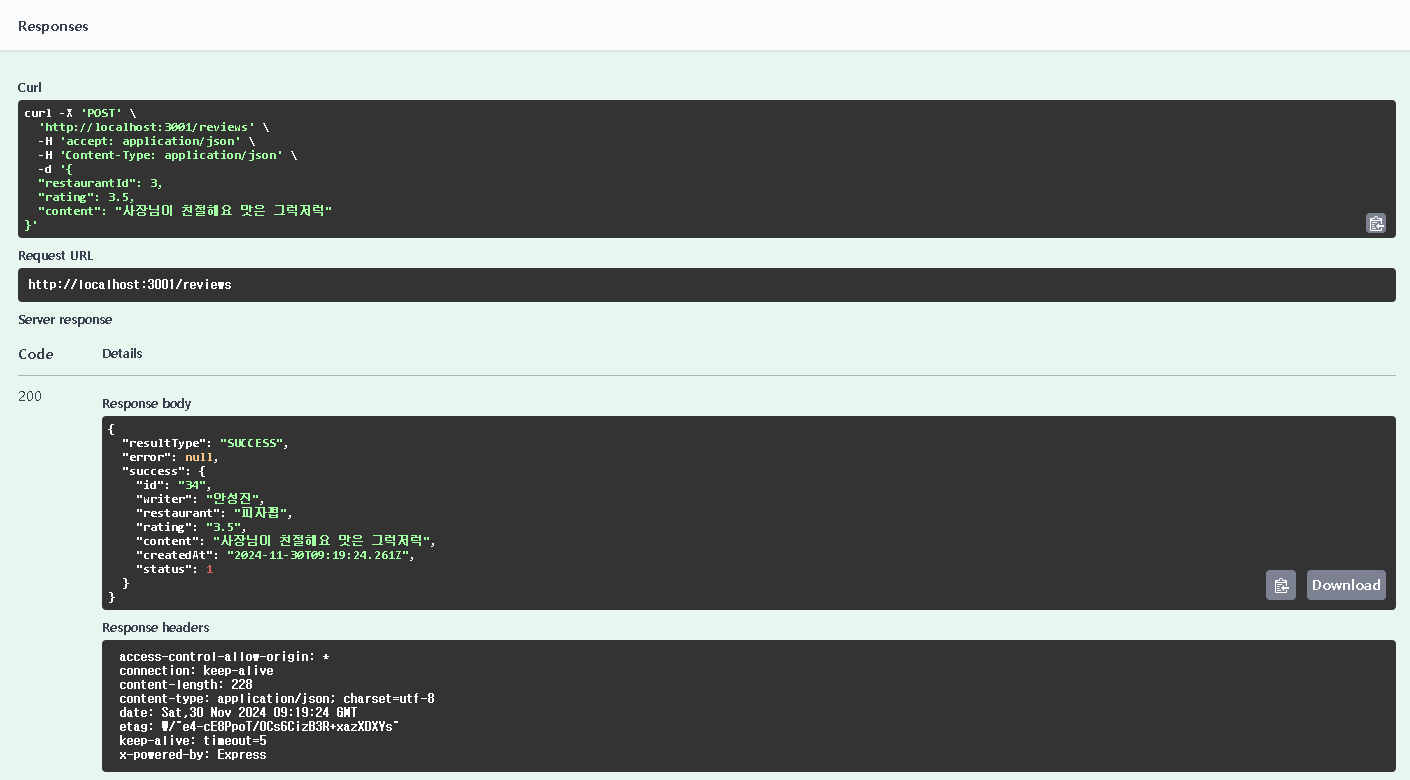 Responses
Curl
curl -X 'POST' \
  'http://localhost:3001/reviews' \
  -H 'accept: application/json' \
  -H 'Content-Type: application/json' \
  -d '{
  "restaurantId": 3,
  "rating": 3.5,
  "content": "사장님이 친절해요 맛은 그럭저럭"
}'
Request URL
http://localhost:3001/reviews
Server response
Code Details
200
Response body
{
  "resultType": "SUCCESS",
  "error": null,
  "success": {
    "id": "34",
    "writer": "안성진",
    "restaurant": "피자펍",
    "rating": "3.5",
    "content": "사장님이 친절해요 맛은 그럭저럭",
    "createdAt": "2024-11-30T09:19:24.261Z",
    "status": 1
  }
}
Download
Response headers
access-control-allow-origin: *
connection: keep-alive
content-length: 228
content-type: application/json; charset=utf-8
date: Sat,30 Nov 2024 09:19:24 GMT
etag: W/"e4-cE8PpoT/OCs6CizB3R+xazXDXYs"
keep-alive: timeout=5
x-powered-by: Express